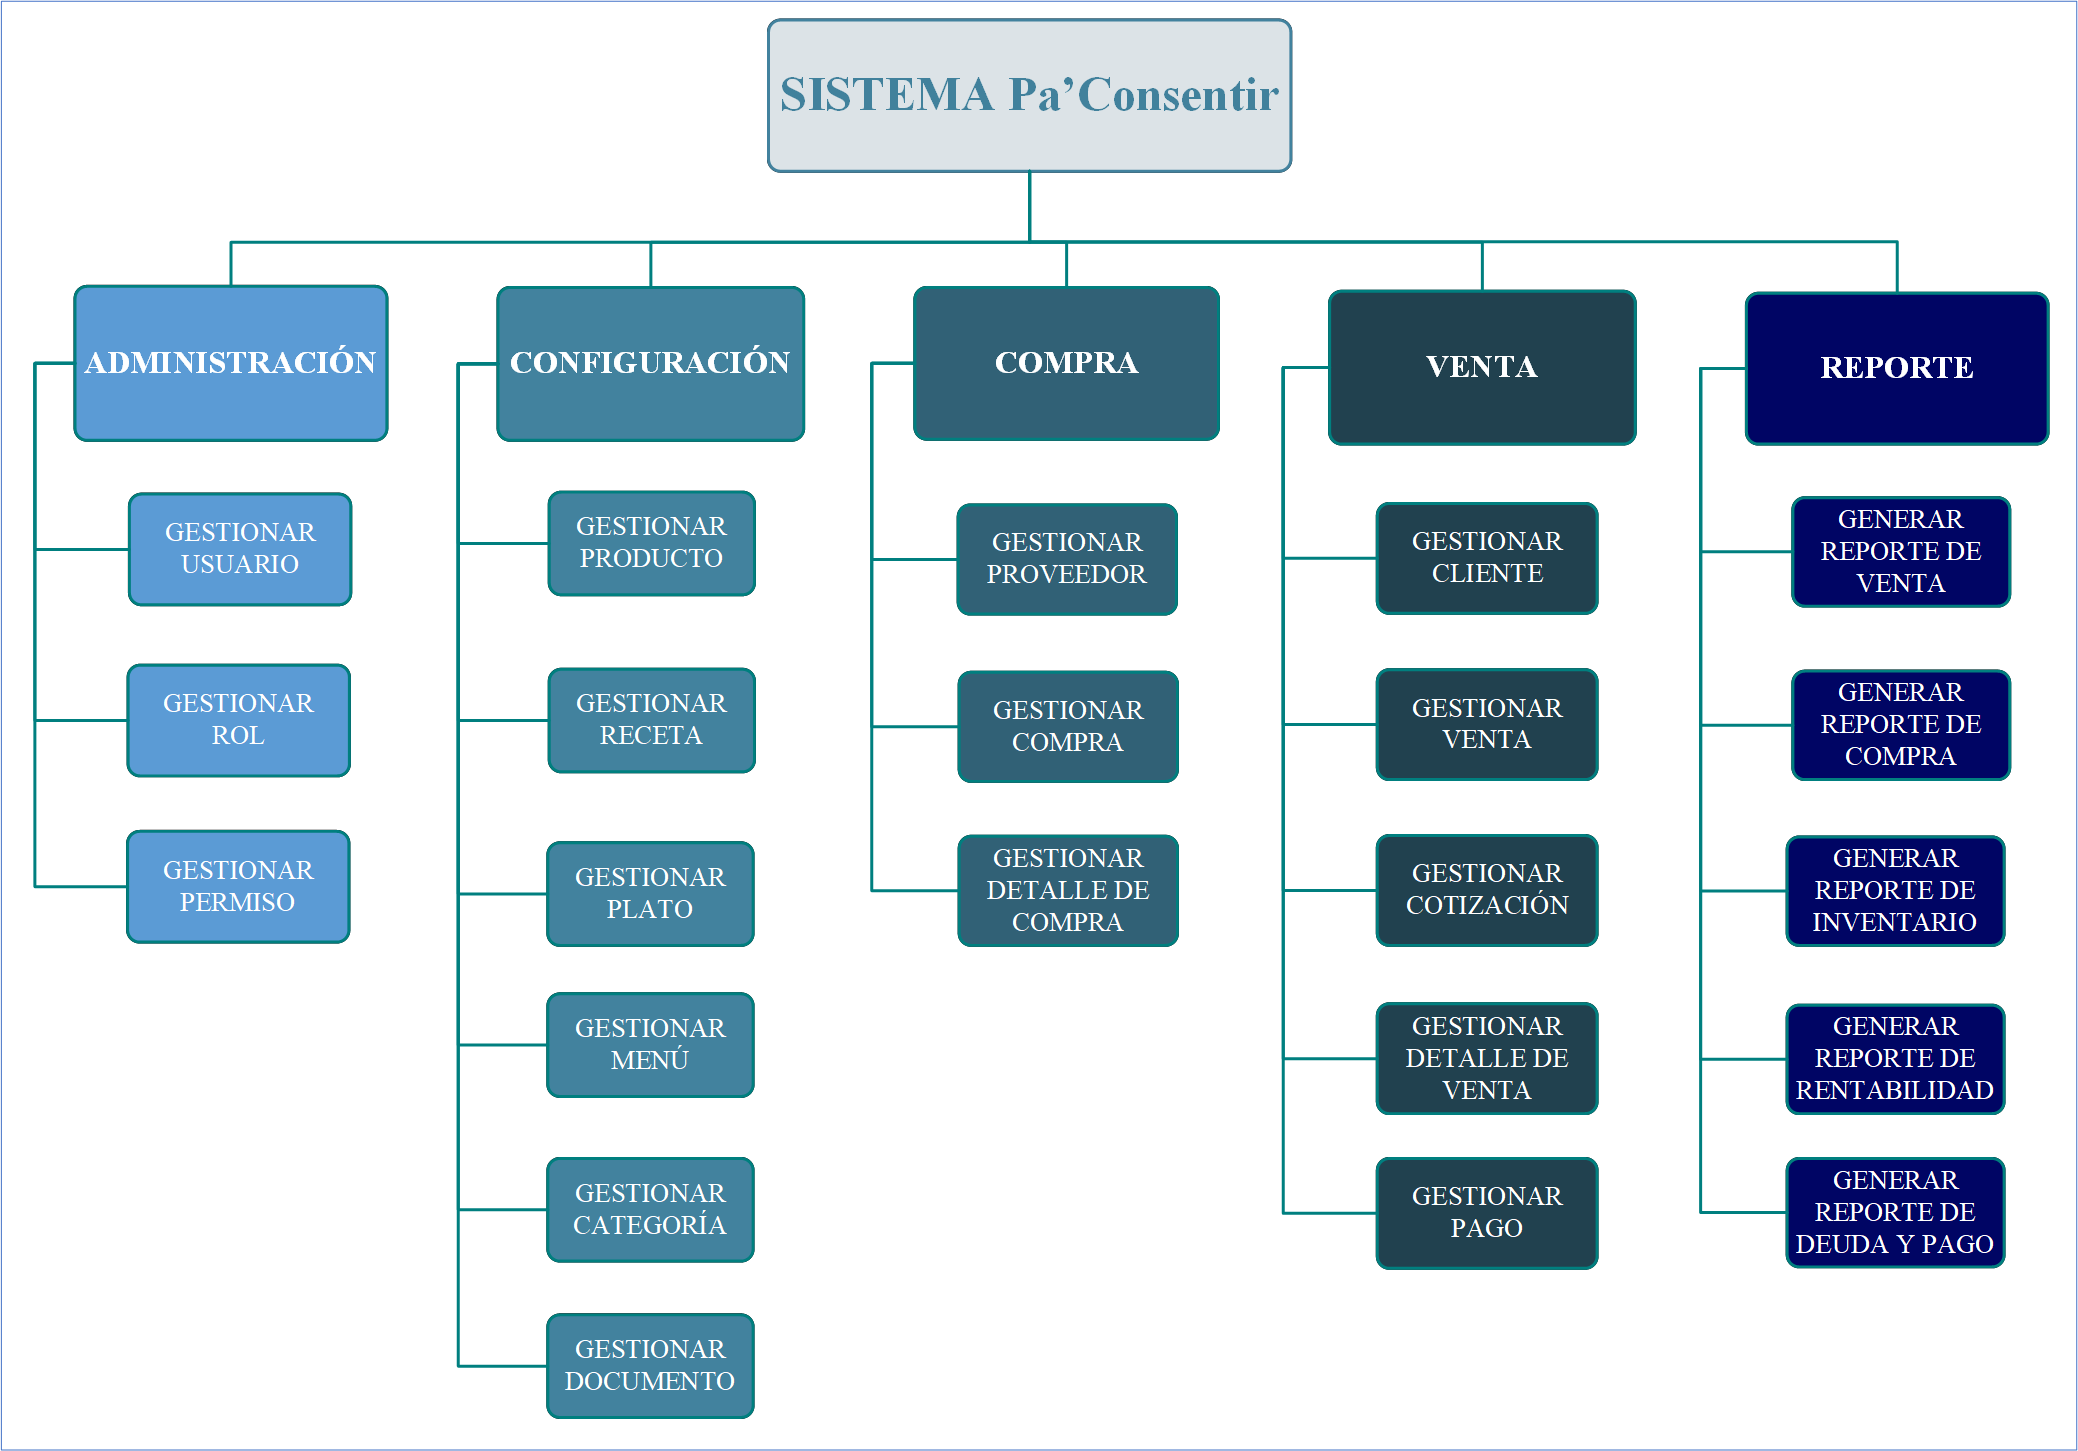 SISTEMA Pa’Consentir
ADMINISTRACIÓN
GESTIONAR
USUARIO
GESTIONAR
ROL
GESTIONAR
PERMISO
CONFIGURACIÓN
GESTIONAR
PRODUCTO
GESTIONAR
RECETA
GESTIONAR
PLATO
GESTIONAR
MENÚ
GESTIONAR
CATEGORÍA
GESTIONAR
DOCUMENTO
COMPRA
GESTIONAR
PROVEEDOR
GESTIONAR
COMPRA
GESTIONAR
DETALLE DE
COMPRA
VENTA
GESTIONAR
CLIENTE
GESTIONAR
VENTA
GESTIONAR
COTIZACIÓN
GESTIONAR
DETALLE DE
VENTA
GESTIONAR
PAGO
REPORTE
GENERAR
REPORTE DE
VENTA
GENERAR
REPORTE DE
COMPRA
GENERAR
REPORTE DE
INVENTARIO
GENERAR
REPORTE DE
RENTABILIDAD
GENERAR
REPORTE DE
DEUDA Y PAGO